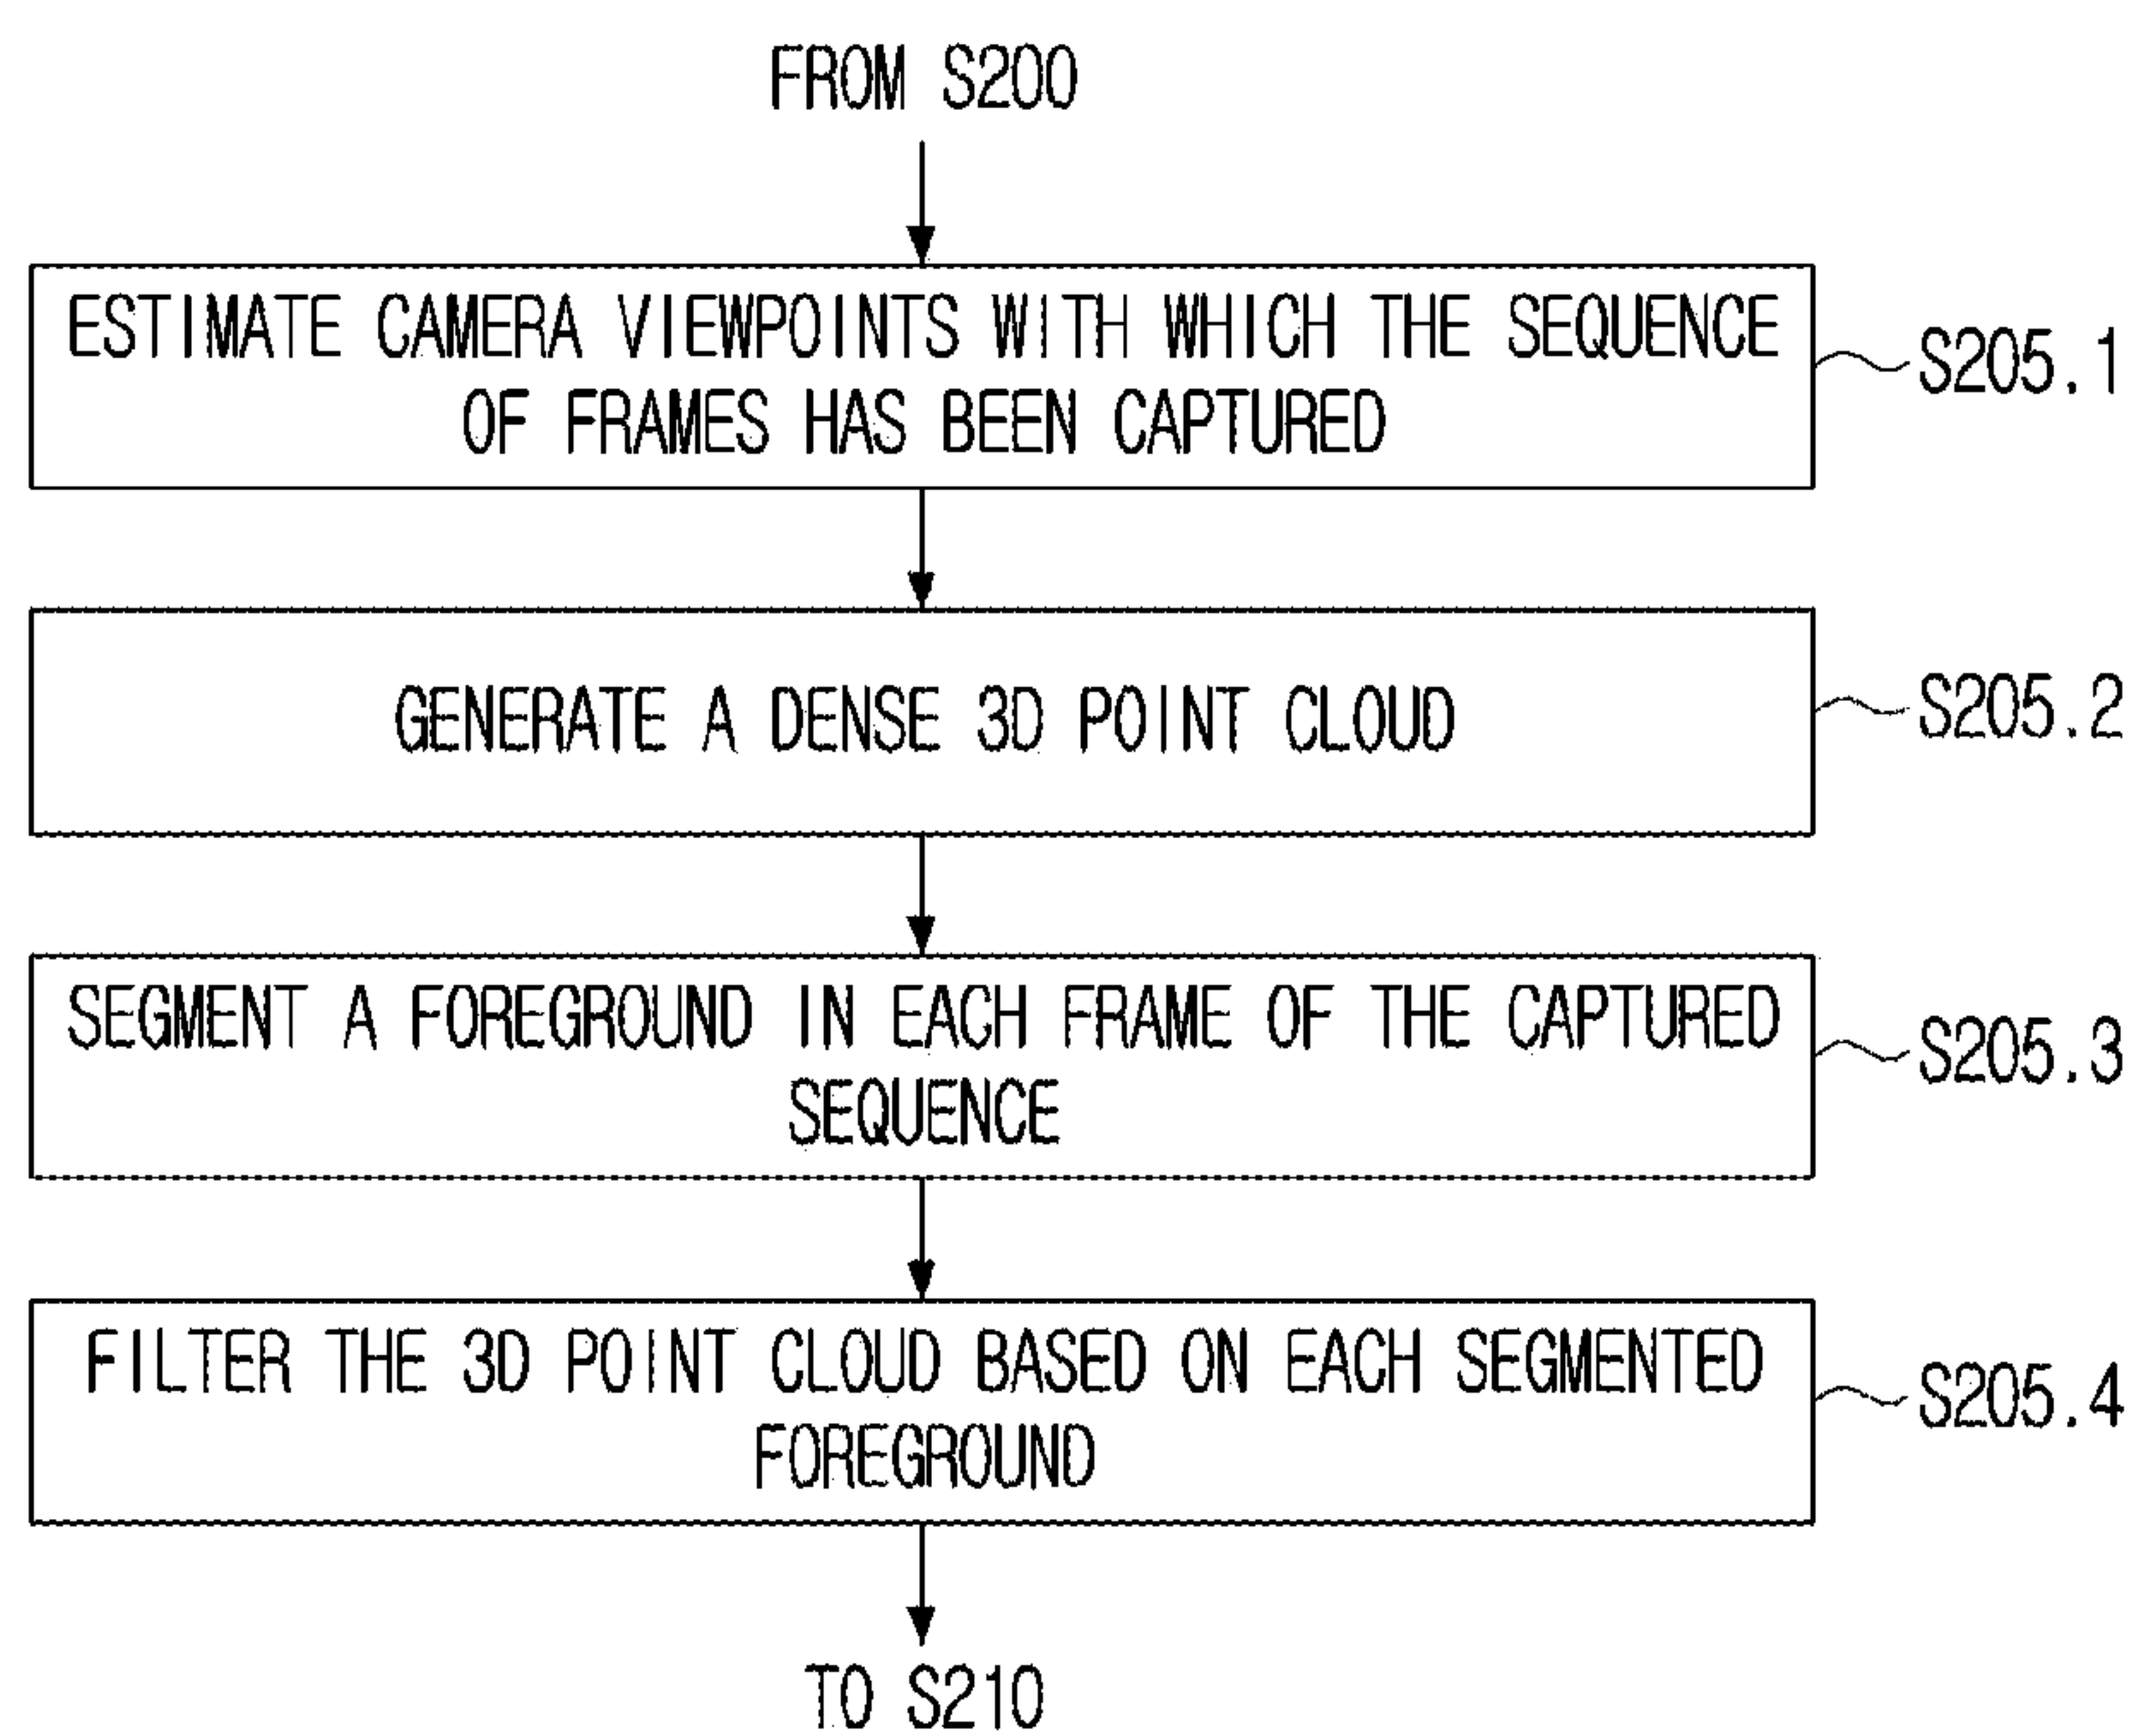 FROM S200
ESTIMATE CAMERA VIEWPOINTS WITH WHICH THE SEQUENCE
OF FRAMES HAS BEEN CAPTURED
S205.1
GENERATE A DENSE 3D POINT CLOUD
S205.2
SEGMENT A FOREGROUND IN EACH FRAME OF THE CAPTURED
SEQUENCE
S205.3
FILTER THE 3D POINT CLOUD BASED ON EACH SEGMENTED
FOREGROUND
S205.4
TO S210